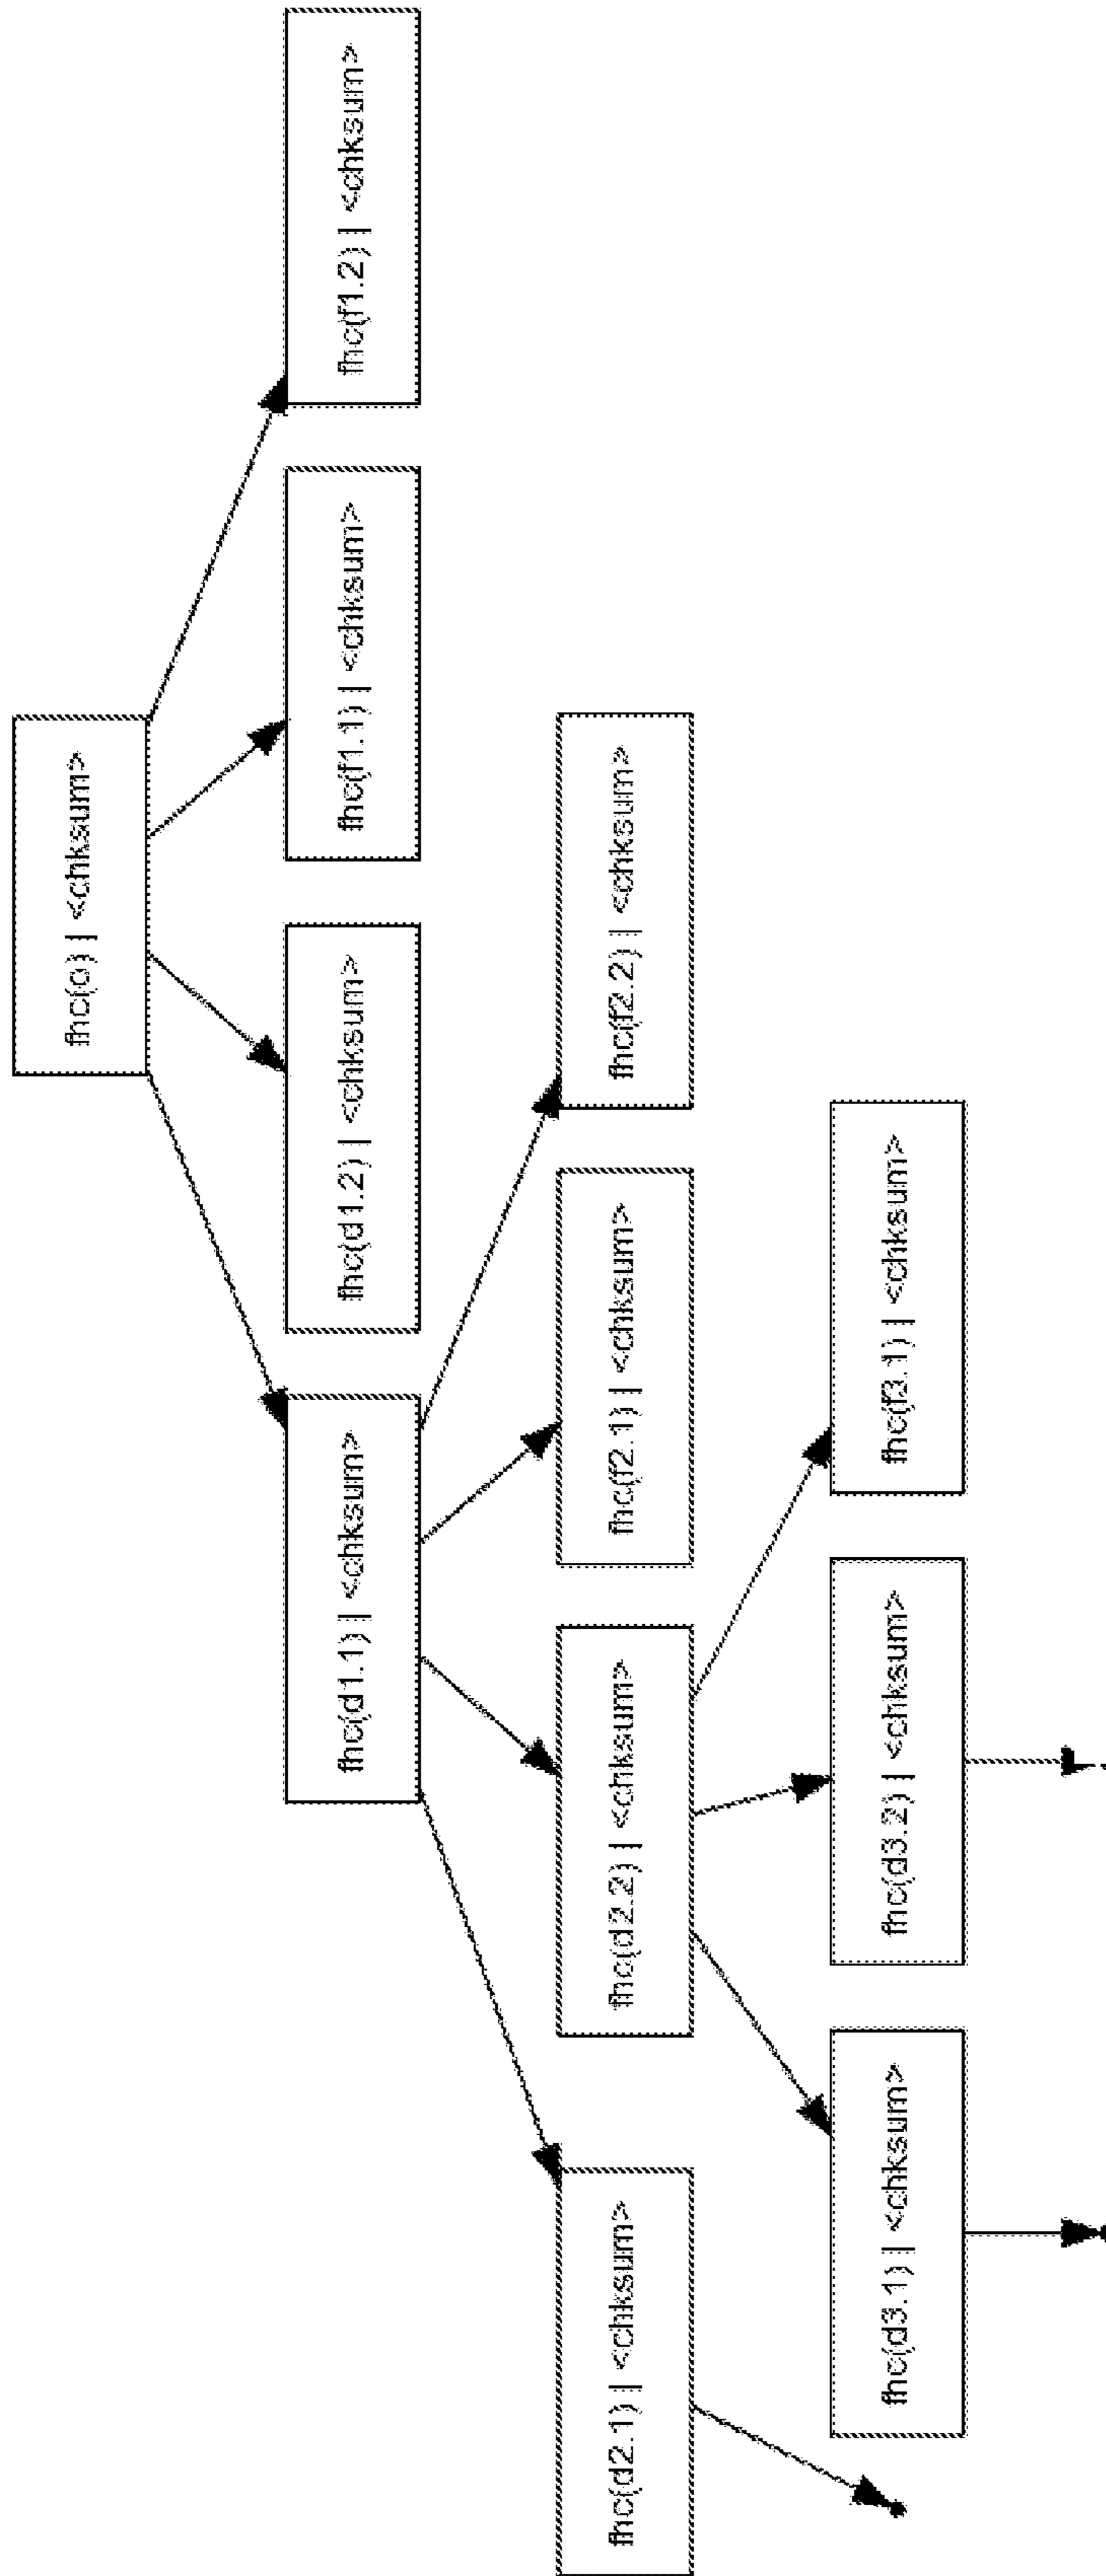 fhc(o) | <chksum>
fhc(d1.1) | <chksum>
fhc(d1.2) | <chksum>
fhc(f1.1) | <chksum>
fhc(f1.2) | <chksum>
fhc(d2.1) | <chksum>
fhc(d2.2) | <chksum>
fhc(f2.1) | <chksum>
fhc(f2.2) | <chksum>
fhc(d3.1) | <chksum>
fhc(d3.2) | <chksum>
fhc(f3.1) | <chksum>